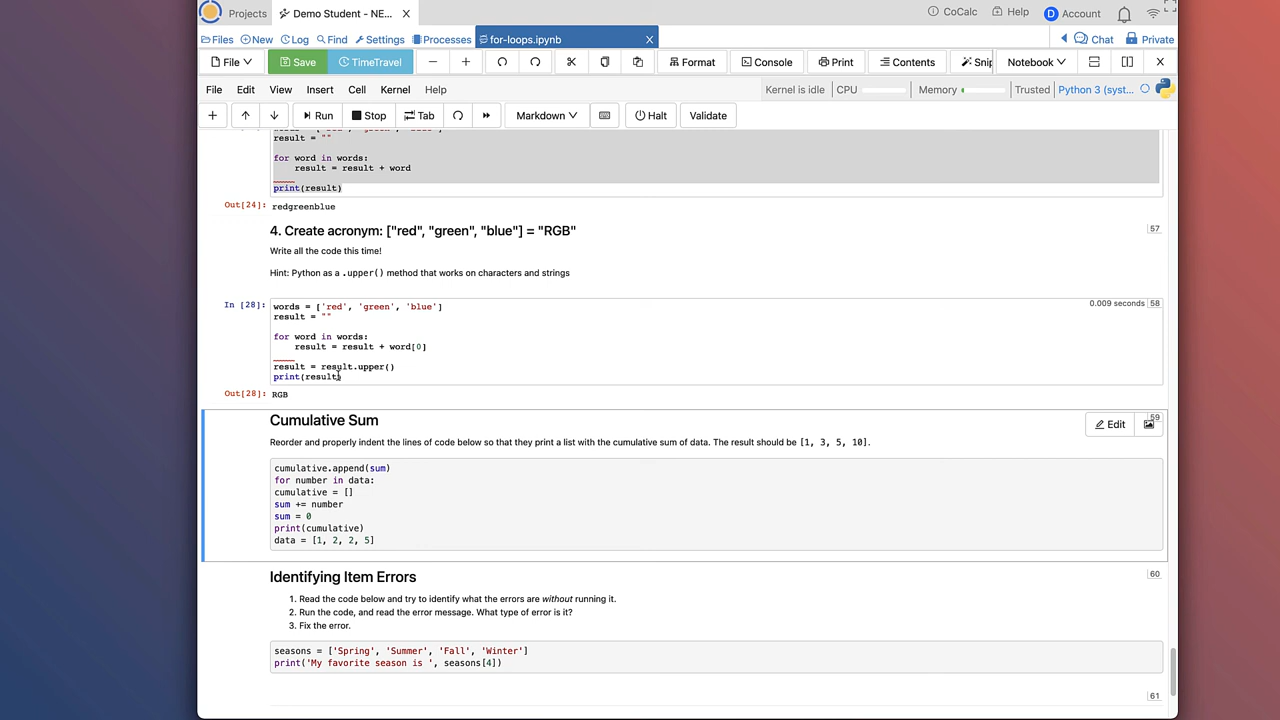 Projects
Demo Student - NE...
CoCalc
Help
Account
Files
New
Log
Find
Settings
Processes
for-loops.ipynb
Chat
Private
File
Save
TimeTravel
Format
Console
Print
Contents
Snip
Notebook
File
Edit
View
Insert
Cell
Kernel
Help
Kernel is idle
CPU
Memory
Trusted
Python 3 (syst...
Run
Stop
Tab
Markdown
Halt
Validate
result = ""
for word in words:
result = result + word
print(result)
Out[24]: redgreenblue
4. Create acronym: ["red", "green", "blue"] = "RGB"
57
Write all the code this time!
Hint: Python as a .upper() method that works on characters and strings
In [28]: words = ['red', 'green', 'blue']
0.009 seconds 58
result = ""
for word in words:
result = result + word[0]
result = result.upper()
print(result)
Out[28]: RGB
Cumulative Sum
59
Edit
Reorder and properly indent the lines of code below so that they print a list with the cumulative sum of data. The result should be [1, 3, 5, 10].
cumulative.append(sum)
for number in data:
cumulative = []
sum += number
sum = 0
print(cumulative)
data = [1, 2, 2, 5]
Identifying Item Errors
60
1. Read the code below and try to identify what the errors are without running it.
2. Run the code, and read the error message. What type of error is it?
3. Fix the error.
seasons = ['Spring', 'Summer', 'Fall', 'Winter']
print('My favorite season is ', seasons[4])
61